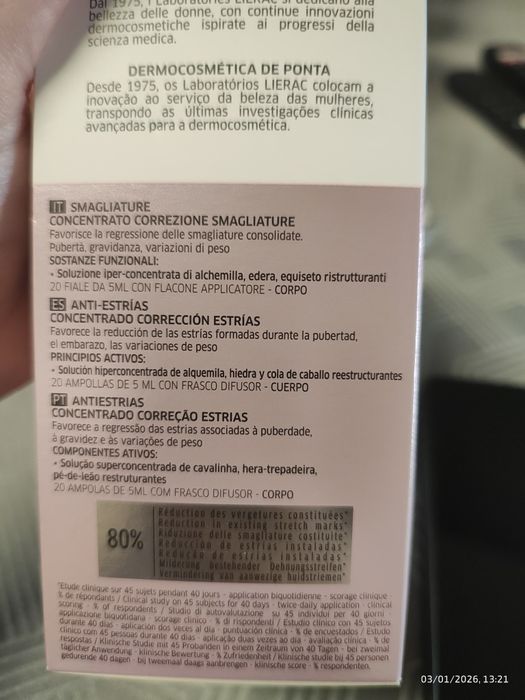 Dal 1975, i Laboratories LIERAC si dedicano alla
bellezza delle donne, con continue innovazioni
dermocosmetiche ispirate ai progressi della
scienza medica.
DERMOCOSMÉTICA DE PONTA
Desde 1975, os Laboratórios LIERAC colocam a
inovação ao serviço da beleza das mulheres,
transpondo as últimas investigações clínicas
avançadas para a dermocosmética.
IT SMAGLIATURE
CONCENTRATO CORREZIONE SMAGLIATURE
Favorisce la regressione delle smagliature consolidate.
Pubertà, gravidanza, variazioni di peso
SOSTANZE FUNZIONALI:
• Soluzione iper-concentrata di alchemilla, edera, equiseto ristrutturanti
20 FIALE DA 5ML CON FLACONE APPLICATORE - CORPO
ES ANTI-ESTRÍAS
CONCENTRADO CORRECCIÓN ESTRÍAS
Favorece la reducción de las estrías formadas durante la pubertad,
el embarazo, las variaciones de peso
PRINCIPIOS ACTIVOS:
• Solución hiperconcentrada de alquemila, hiedra y cola de caballo reestructurantes
20 AMPOLLAS DE 5 ML CON FRASCO DIFUSOR - CUERPO
PT ANTIESTRIAS
CONCENTRADO CORREÇÃO ESTRIAS
Favorece a regressão das estrias associadas à puberdade,
à gravidez e às variações de peso
COMPONENTES ATIVOS:
• Solução superconcentrada de cavalinha, hera-trepadeira,
pé-de-leão restruturantes
20 AMPOLAS DE 5ML COM FRASCO DIFUSOR - CORPO
80%
Réduction des vergetures constituées*
Reduction in existing stretch marks*
Riduzione delle smagliature costituite*
Reducción de estrías instaladas*
Redução de estrias instaladas*
Milderung bestehender Dehnungsstreifen*
Vermindering van aanwezige huidstriemen*
*Etude clinique sur 45 sujets pendant 40 jours - application biquotidienne - scorage clinique
- % de répondants / Clinical study on 45 subjects for 40 days - twice-daily application - clinical
scoring - % of respondents / Studio di autovalutazione su 45 individui per 40 giorni -
applicazione biquotidiana - scorage clinico - % di rispondenti / Estudio clínico con 45 sujetos
durante 40 días - aplicación dos veces al día - puntuación clínica - % de encuestados / Estudo
clínico com 45 pessoas durante 40 dias - aplicação duas vezes ao dia - avaliação clínica - % de
respostas / Klinische Studie mit 45 Probanden in einem Zeitraum von 40 Tagen - bei zweimal
täglicher Anwendung - klinische Bewertung - % Zufriedenheit / Klinische studie bij 45 personen
gedurende 40 dagen - bij tweemaal daags aanbrengen - klinische score - % respondenten.
03/01/2026, 13:21